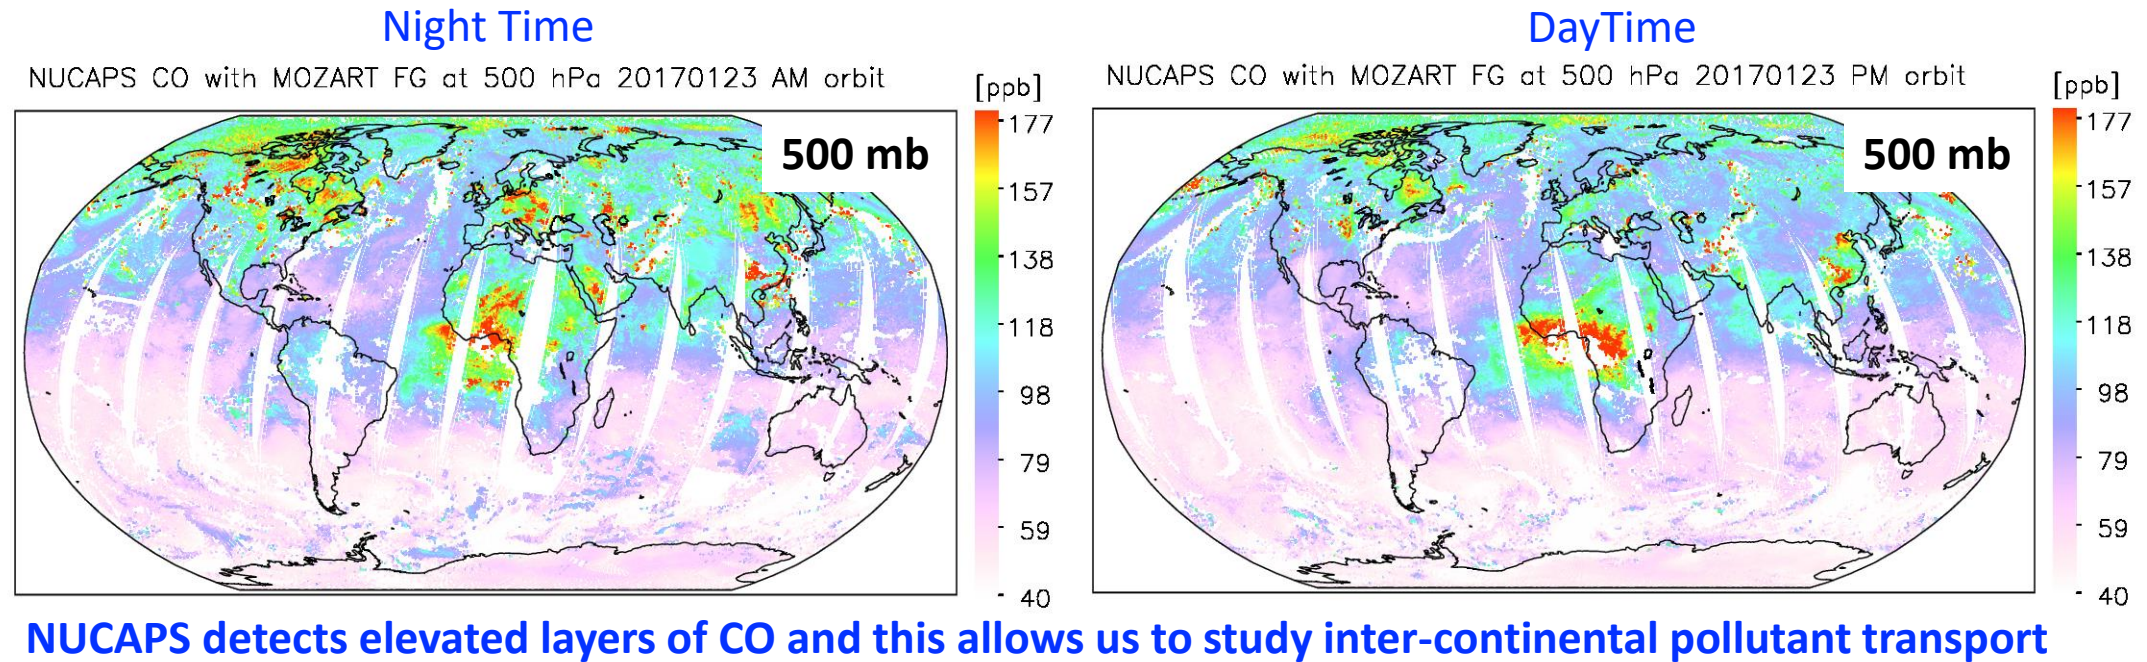 Night Time
NUCAPS CO with MOZART FG at 500 hPa 20170123 AM orbit
[ppb]
500 mb
177
157
138
118
98
79
59
40
DayTime
NUCAPS CO with MOZART FG at 500 hPa 20170123 PM orbit
[ppb]
500 mb
177
157
138
118
98
79
59
40
NUCAPS detects elevated layers of CO and this allows us to study inter-continental pollutant transport